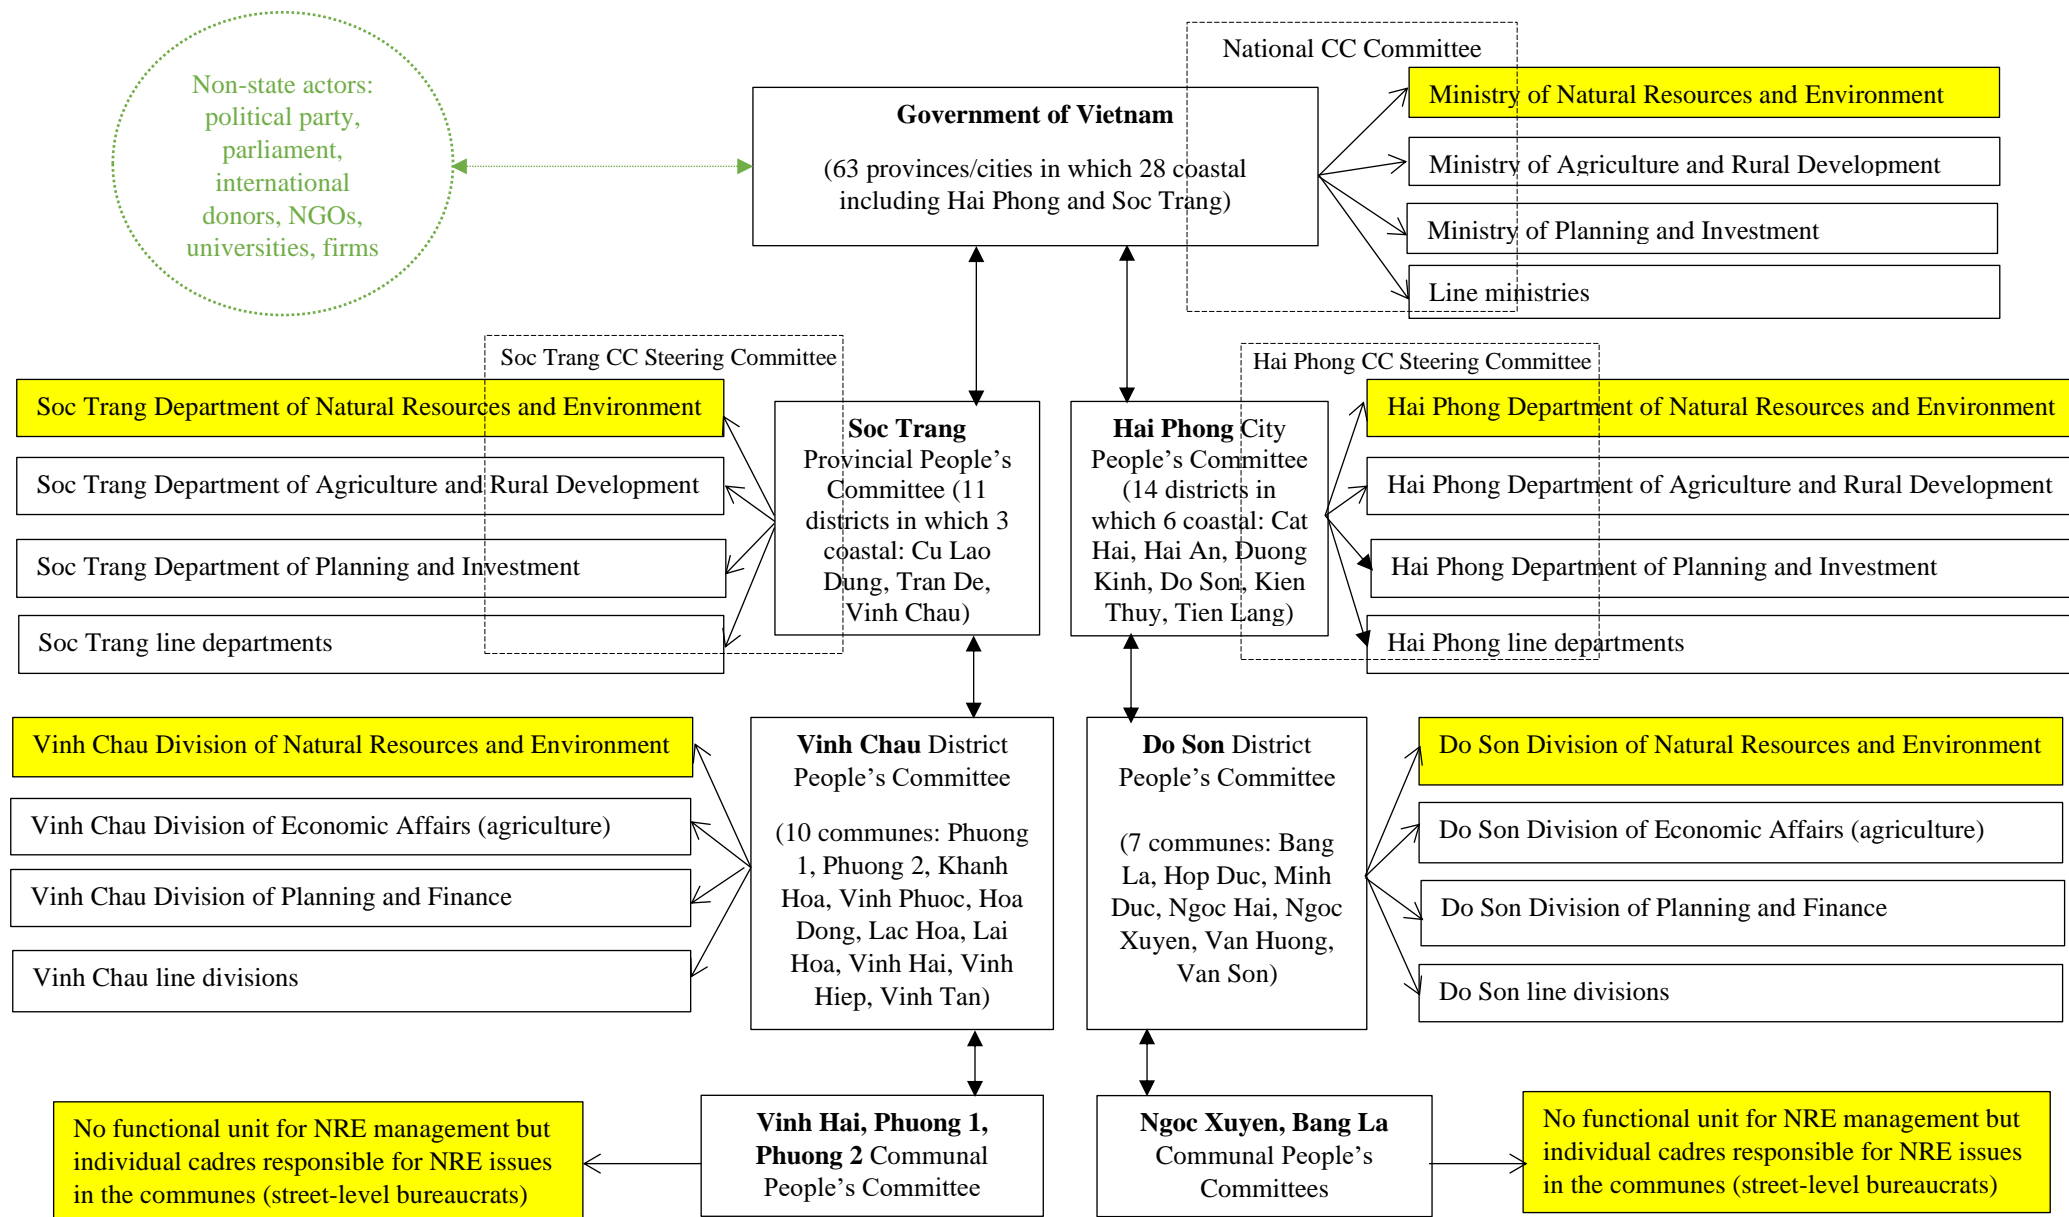 National CC Committee
Non-state actors:
political party,
parliament,
international
donors, NGOs,
universities, firms
Government of Vietnam
(63 provinces/cities in which 28 coastal
including Hai Phong and Soc Trang)
Ministry of Natural Resources and Environment
Ministry of Agriculture and Rural Development
Ministry of Planning and Investment
Line ministries
Soc Trang CC Steering Committee
Soc Trang Department of Natural Resources and Environment
Soc Trang Department of Agriculture and Rural Development
Soc Trang Department of Planning and Investment
Soc Trang line departments
Soc Trang
Provincial People’s
Committee (11
districts in which 3
coastal: Cu Lao
Dung, Tran De,
Vinh Chau)
Hai Phong City
People’s Committee
(14 districts in
which 6 coastal: Cat
Hai, Hai An, Duong
Kinh, Do Son, Kien
Thuy, Tien Lang)
Hai Phong CC Steering Committee
Hai Phong Department of Natural Resources and Environment
Hai Phong Department of Agriculture and Rural Development
Hai Phong Department of Planning and Investment
Hai Phong line departments
Vinh Chau Division of Natural Resources and Environment
Vinh Chau Division of Economic Affairs (agriculture)
Vinh Chau Division of Planning and Finance
Vinh Chau line divisions
Vinh Chau District
People’s Committee
(10 communes: Phuong
1, Phuong 2, Khanh
Hoa, Vinh Phuoc, Hoa
Dong, Lac Hoa, Lai
Hoa, Vinh Hai, Vinh
Hiep, Vinh Tan)
Do Son District
People’s Committee
(7 communes: Bang
La, Hop Duc, Minh
Duc, Ngoc Hai, Ngoc
Xuyen, Van Huong,
Van Son)
Do Son Division of Natural Resources and Environment
Do Son Division of Economic Affairs (agriculture)
Do Son Division of Planning and Finance
Do Son line divisions
No functional unit for NRE management but
individual cadres responsible for NRE issues
in the communes (street-level bureaucrats)
Vinh Hai, Phuong 1,
Phuong 2 Communal
People’s Committee
Ngoc Xuyen, Bang La
Communal People’s
Committees
No functional unit for NRE management but
individual cadres responsible for NRE issues
in the communes (street-level bureaucrats)